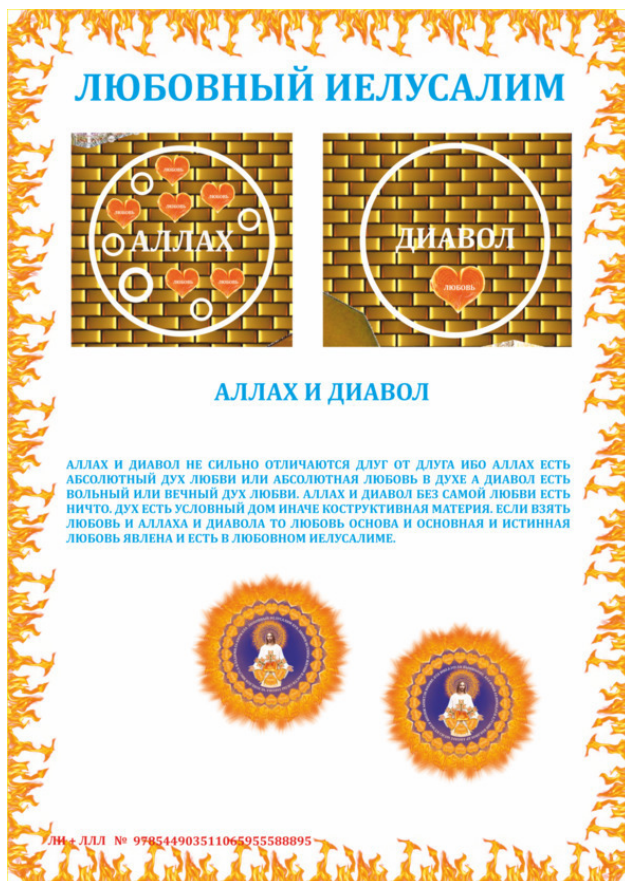 ЛЮБОВНЫЙ ИЕЛУСАЛИМ
ЛЮБОВЬ
ЛЮБОВЬ
ЛЮБОВЬ
ЛЮБОВЬ
АЛЛАХ
ЛЮБОВЬ
ЛЮБОВЬ
ДИАВОЛ
ЛЮБОВЬ
АЛЛАХ И ДИАВОЛ
АЛЛАХ И ДИАВОЛ НЕ СИЛЬНО ОТЛИЧАЮТСЯ ДЛУГ ОТ ДЛУГА ИБО АЛЛАХ ЕСТЬ
АБСОЛЮТНЫЙ ДУХ ЛЮБВИ ИЛИ АБСОЛЮТНАЯ ЛЮБОВЬ В ДУХЕ А ДИАВОЛ ЕСТЬ
ВОЛЬНЫЙ ИЛИ ВЕЧНЫЙ ДУХ ЛЮБВИ. АЛЛАХ И ДИАВОЛ БЕЗ САМОЙ ЛЮБВИ ЕСТЬ
НИЧТО. ДУХ ЕСТЬ УСЛОВНЫЙ ДОМ ИНАЧЕ КОСТРУКТИВНАЯ МАТЕРИЯ. ЕСЛИ ВЗЯТЬ
ЛЮБОВЬ И АЛЛАХА И ДИАВОЛА ТО ЛЮБОВЬ ОСНОВА И ОСНОВНАЯ И ИСТИННАЯ
ЛЮБОВЬ ЯВЛЕНА И ЕСТЬ В ЛЮБОВНОМ ИЕЛУСАЛИМЕ.
ЛИ + ЛЛЛ № 978544903511065955588895